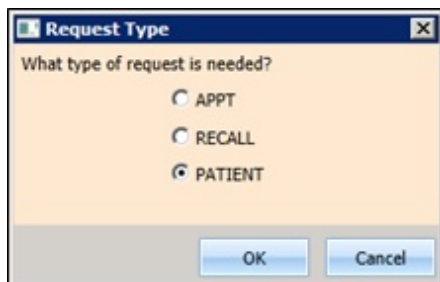 Request Type
What type of request is needed?
APPT
RECALL
PATIENT
OK Cancel